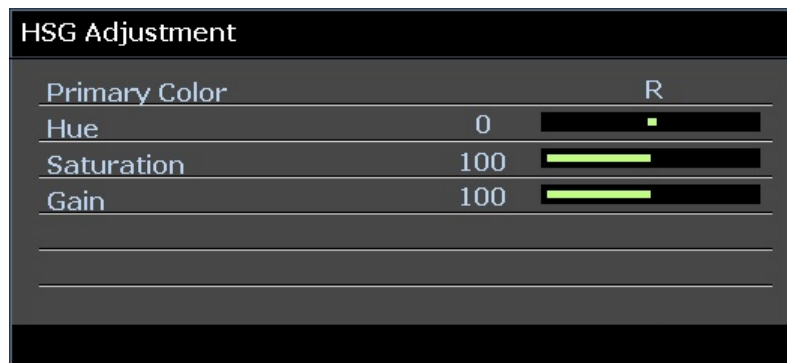 HSG Adjustment
Primary Color R
Hue 0
Saturation 100
Gain 100